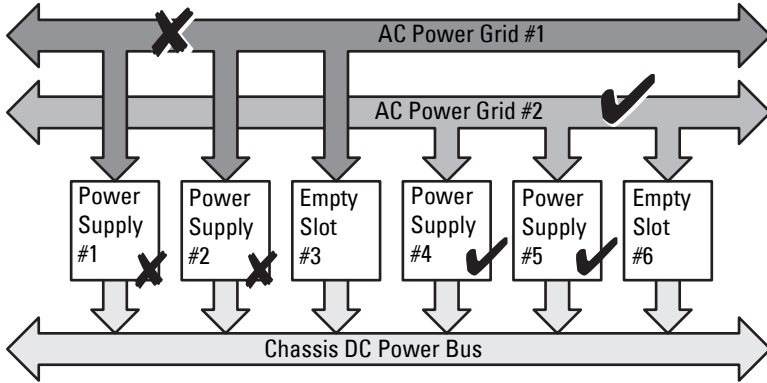 AC Power Grid #1
AC Power Grid #2
Power
Supply
#1
Power
Supply
#2
Empty
Slot
#3
Power
Supply
#4
Power
Supply
#5
Empty
Slot
#6
Chassis DC Power Bus